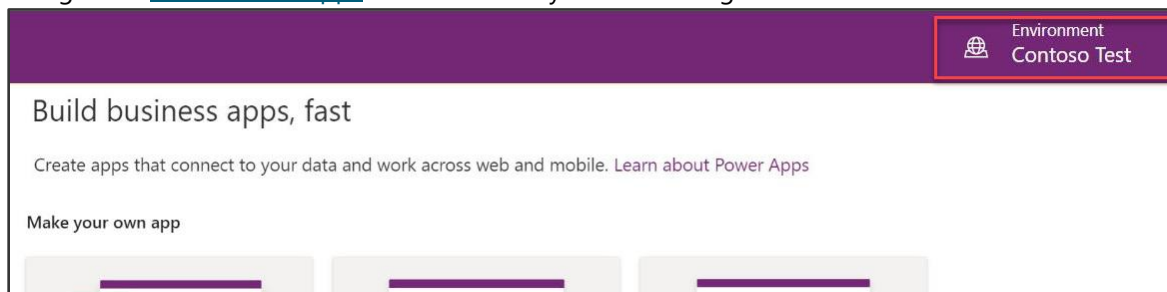 Environment
Contoso Test
Build business apps, fast
Create apps that connect to your data and work across web and mobile. Learn about Power Apps
Make your own app